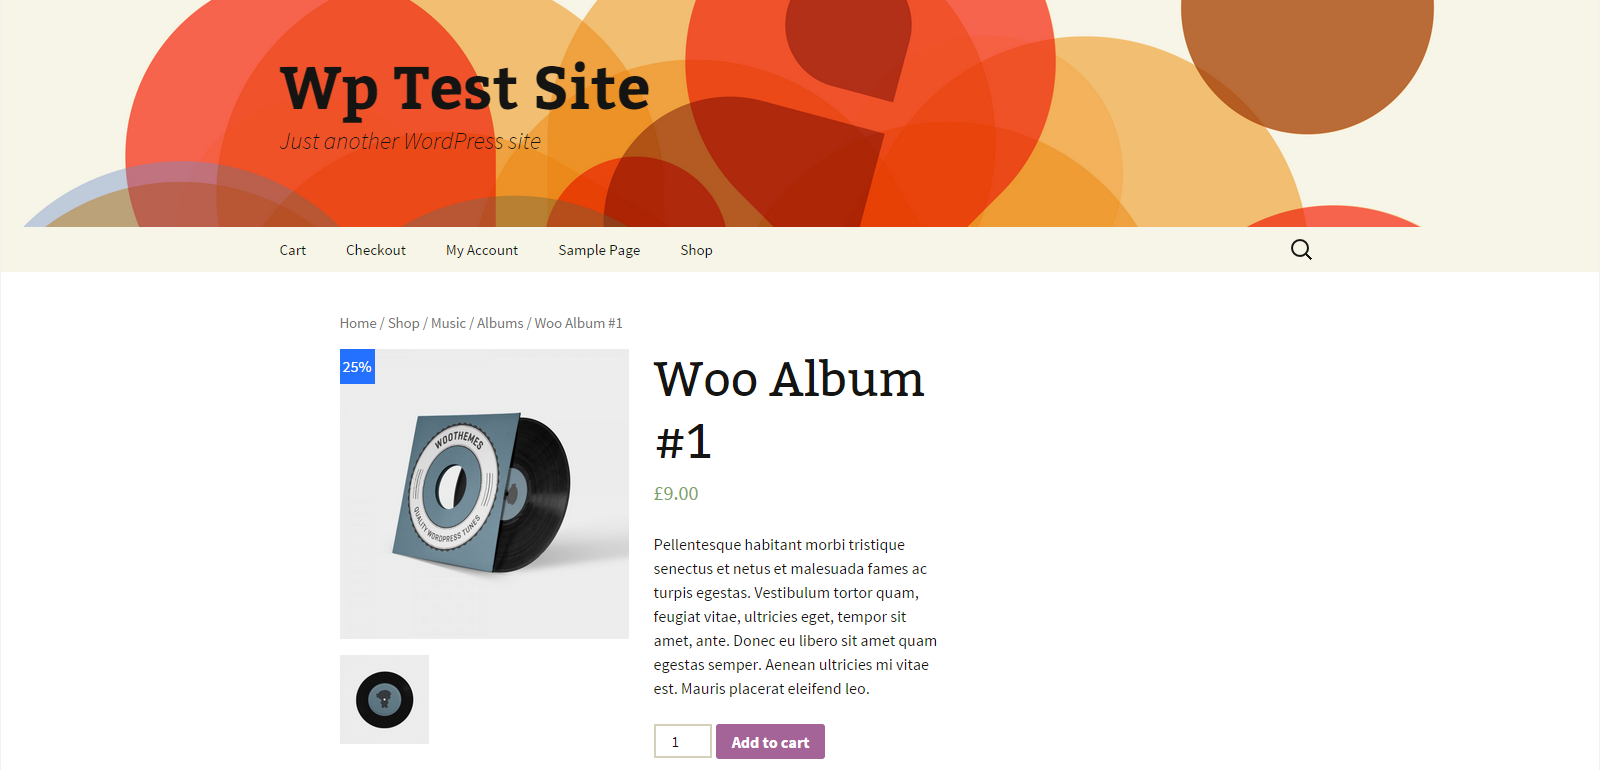 Wp Test Site
Just another WordPress site
Cart Checkout My Account Sample Page Shop
Home / Shop / Music / Albums / Woo Album #1
25%
WOOTHEMES
QUALITY WORDPRESS TUNES
Woo Album
#1
£9.00
Pellentesque habitant morbi tristique
senectus et netus et malesuada fames ac
turpis egestas. Vestibulum tortor quam,
feugiat vitae, ultricies eget, tempor sit
amet, ante. Donec eu libero sit amet quam
egestas semper. Aenean ultricies mi vitae
est. Mauris placerat eleifend leo.
1 Add to cart